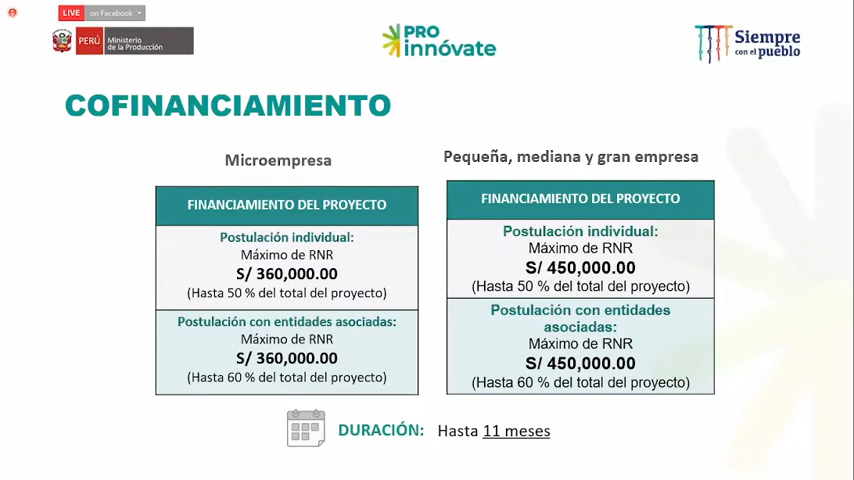 LIVE on Facebook
PERÚ
Ministerio
de la Producción
PRO
innóvate
Siempre
con el pueblo
COFINANCIAMIENTO
Microempresa
FINANCIAMIENTO DEL PROYECTO
Postulación individual:
Máximo de RNR
S/ 360,000.00
(Hasta 50 % del total del proyecto)
Postulación con entidades asociadas:
Máximo de RNR
S/ 360,000.00
(Hasta 60 % del total del proyecto)
Pequeña, mediana y gran empresa
FINANCIAMIENTO DEL PROYECTO
Postulación individual:
Máximo de RNR
S/ 450,000.00
(Hasta 50 % del total del proyecto)
Postulación con entidades
asociadas:
Máximo de RNR
S/ 450,000.00
(Hasta 60 % del total del proyecto)
DURACIÓN: Hasta 11 meses